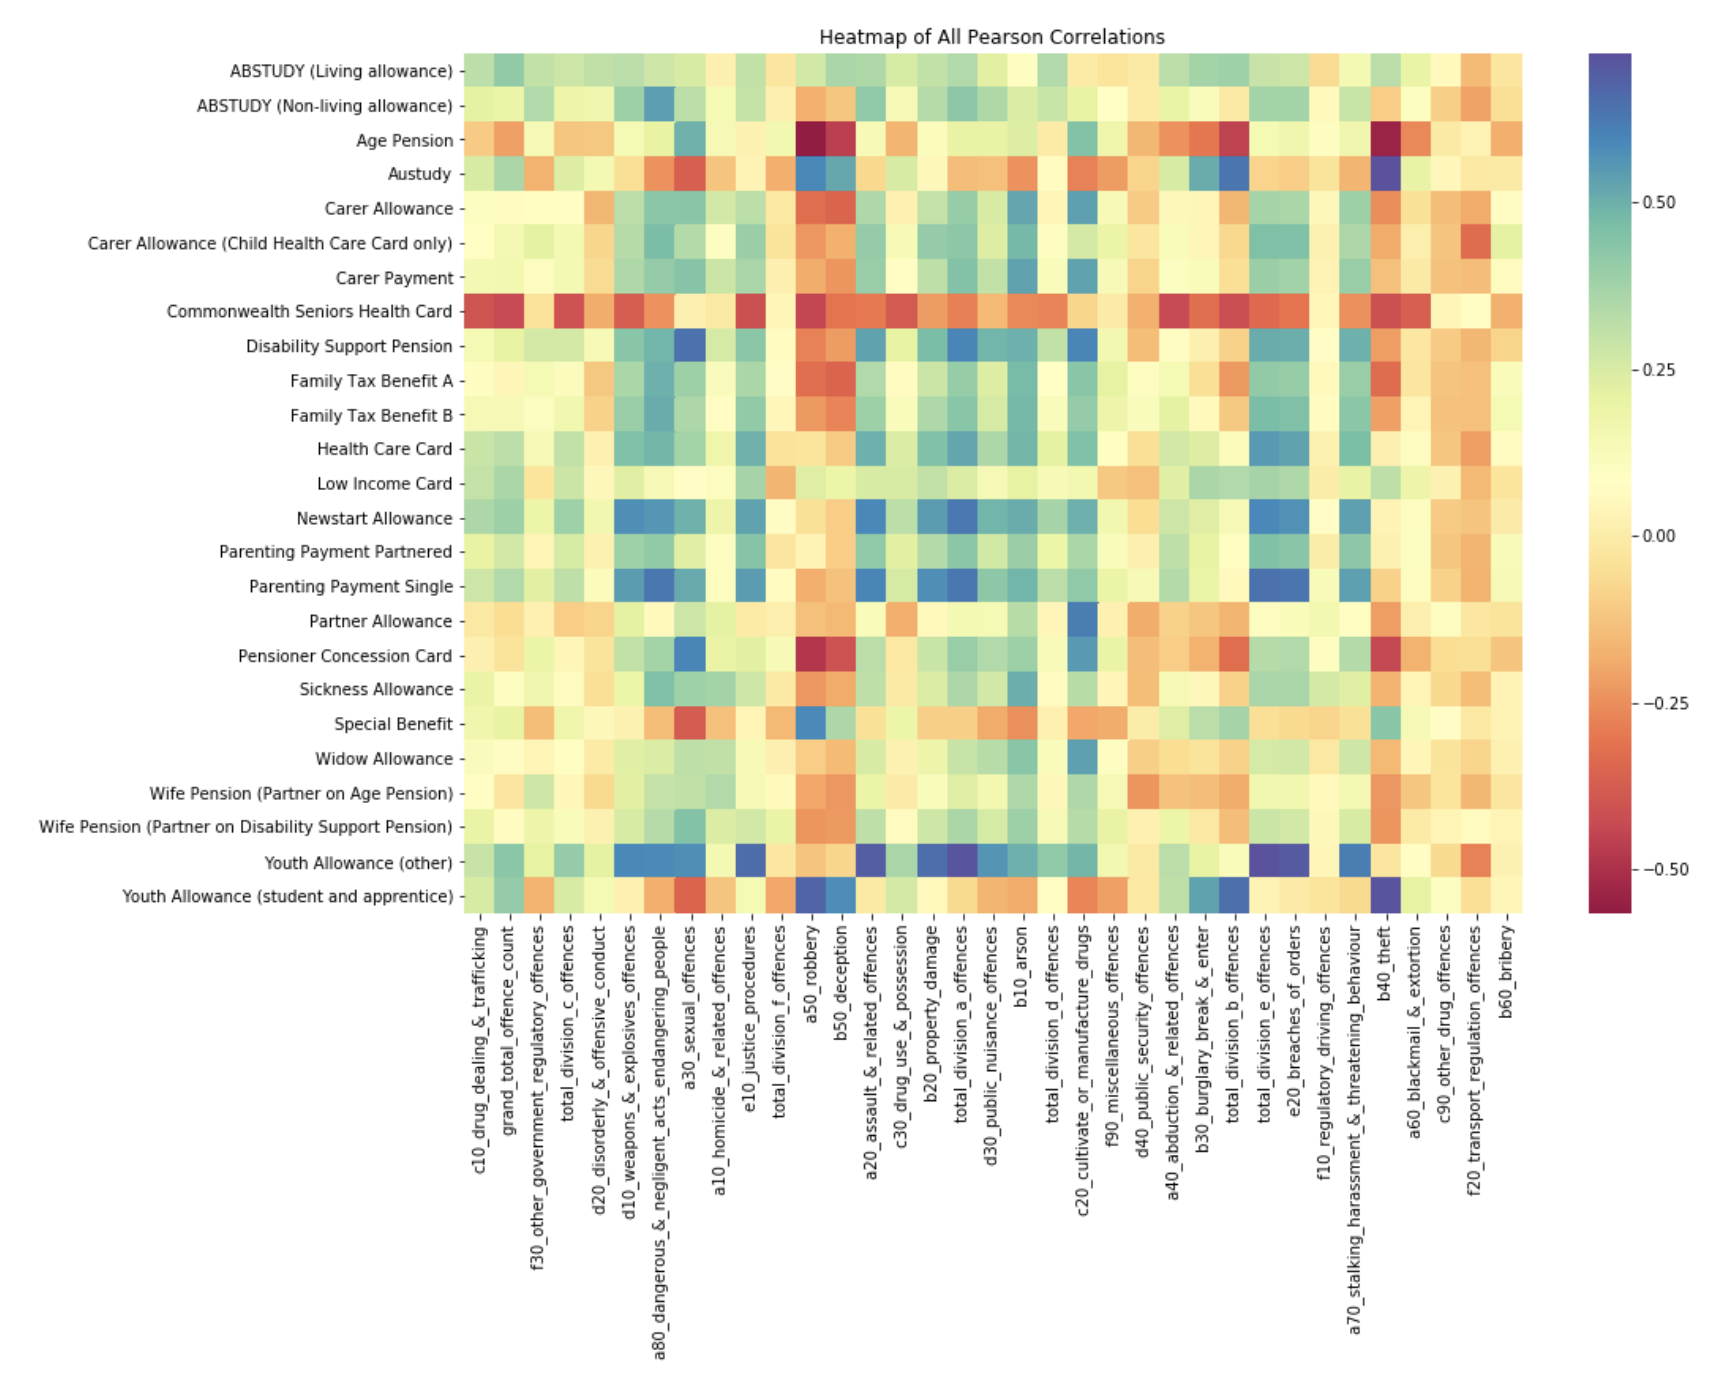 Heatmap of All Pearson Correlations
ABSTUDY (Living allowance)
ABSTUDY (Non-living allowance)
Age Pension
Austudy
Carer Allowance
Carer Allowance (Child Health Care Card only)
Carer Payment
Commonwealth Seniors Health Card
Disability Support Pension
Family Tax Benefit A
Family Tax Benefit B
Health Care Card
Low Income Card
Newstart Allowance
Parenting Payment Partnered
Parenting Payment Single
Partner Allowance
Pensioner Concession Card
Sickness Allowance
Special Benefit
Widow Allowance
Wife Pension (Partner on Age Pension)
Wife Pension (Partner on Disability Support Pension)
Youth Allowance (other)
Youth Allowance (student and apprentice)
c10_drug_dealing_&_trafficking
grand_total_offence_count
f30_other_government_regulatory_offences
total_division_c_offences
d20_disorderly_&_offensive_conduct
d10_weapons_&_explosives_offences
a80_dangerous_&_negligent_acts_endangering_people
a30_sexual_offences
a10_homicide_&_related_offences
e10_justice_procedures
total_division_f_offences
a50_robbery
b50_deception
a20_assault_&_related_offences
c30_drug_use_&_possession
b20_property_damage
total_division_a_offences
d30_public_nuisance_offences
b10_arson
total_division_d_offences
c20_cultivate_or_manufacture_drugs
f90_miscellaneous_offences
d40_public_security_offences
a40_abduction_&_related_offences
b30_burglary_break_&_enter
total_division_b_offences
total_division_e_offences
e20_breaches_of_orders
f10_regulatory_driving_offences
a70_stalking_harassment_&_threatening_behaviour
b40_theft
a60_blackmail_&_extortion
c90_other_drug_offences
f20_transport_regulation_offences
b60_bribery
0.50
0.25
0.00
−0.25
−0.50